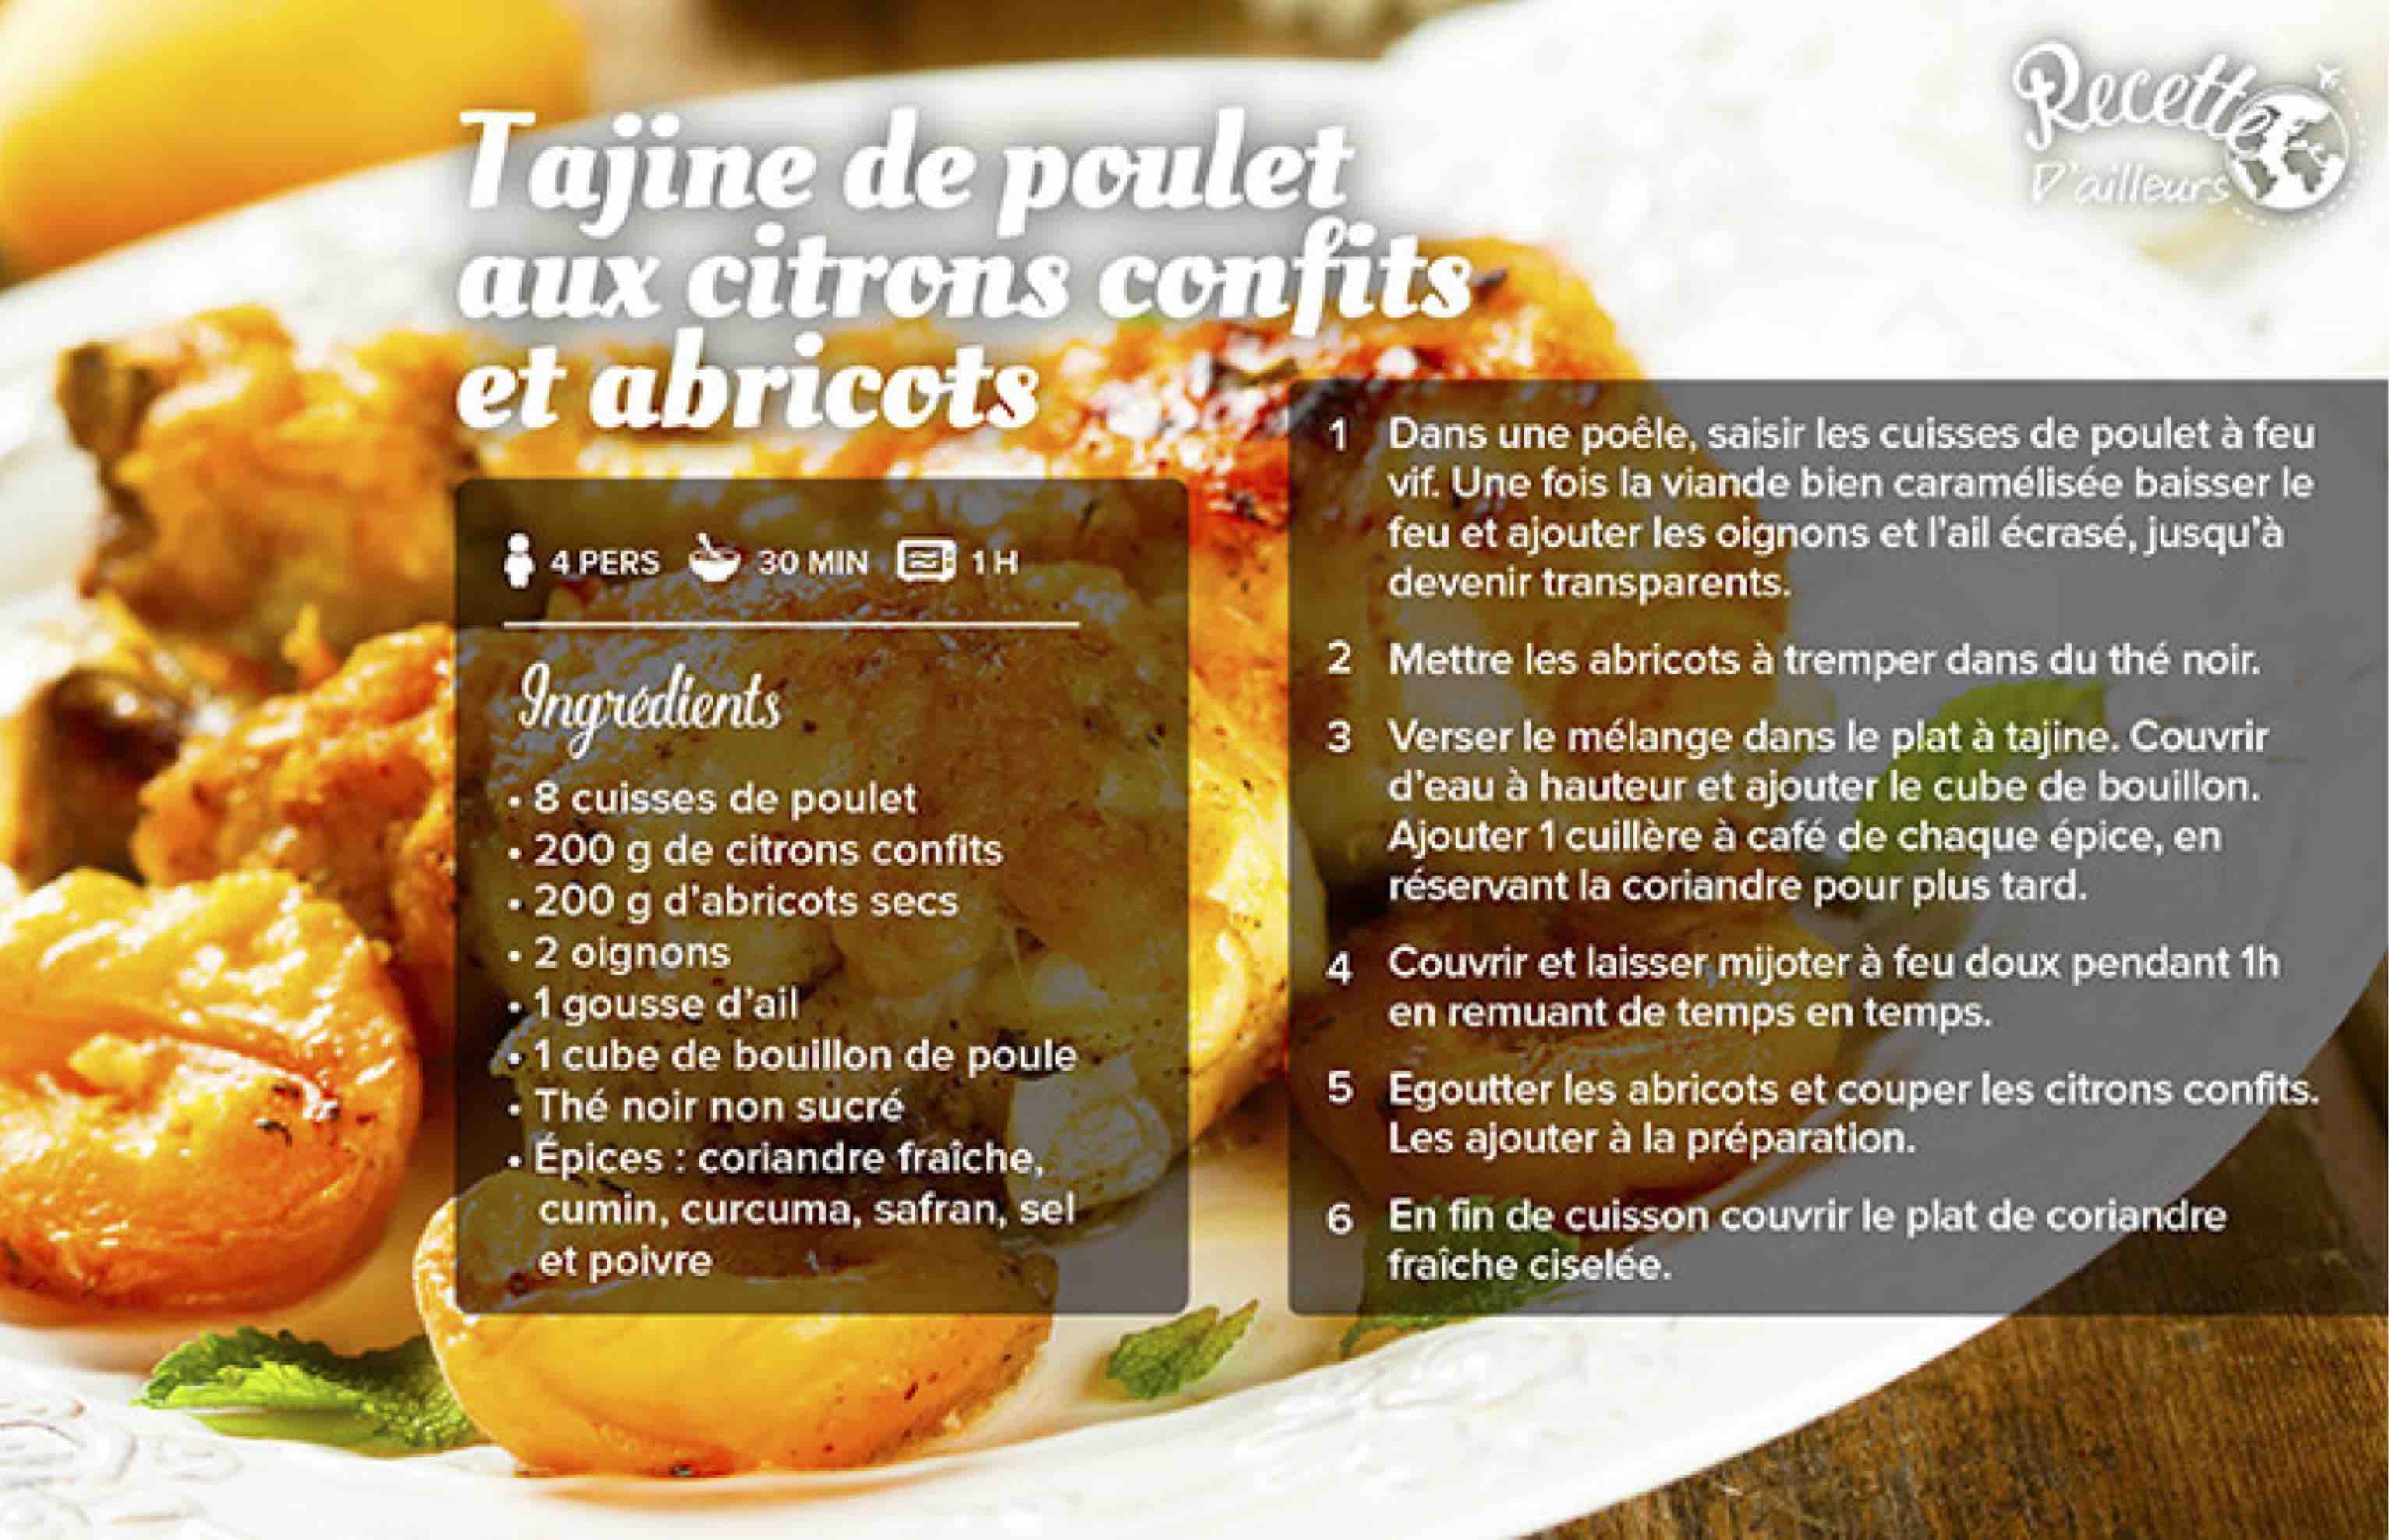 Recette
D'ailleurs
Tajine de poulet
aux citrons confits
et abricots
4 PERS 30 MIN 1 H
Ingrédients
• 8 cuisses de poulet
• 200 g de citrons confits
• 200 g d'abricots secs
• 2 oignons
• 1 gousse d'ail
• 1 cube de bouillon de poule
• Thé noir non sucré
• Épices : coriandre fraîche,
cumin, curcuma, safran, sel
et poivre
1 Dans une poêle, saisir les cuisses de poulet à feu
vif. Une fois la viande bien caramélisée baisser le
feu et ajouter les oignons et l'ail écrasé, jusqu'à
devenir transparents.
2 Mettre les abricots à tremper dans du thé noir.
3 Verser le mélange dans le plat à tajine. Couvrir
d'eau à hauteur et ajouter le cube de bouillon.
Ajouter 1 cuillère à café de chaque épice, en
réservant la coriandre pour plus tard.
4 Couvrir et laisser mijoter à feu doux pendant 1h
en remuant de temps en temps.
5 Egoutter les abricots et couper les citrons confits.
Les ajouter à la préparation.
6 En fin de cuisson couvrir le plat de coriandre
fraîche ciselée.